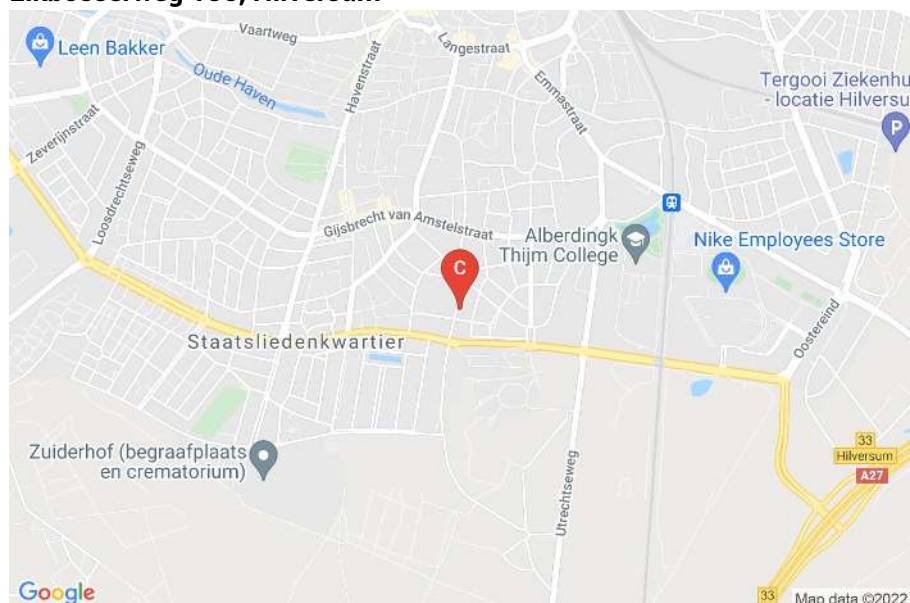 Vaartweg
Langestraat
Leen Bakker
Havenstraat
Oude Haven
Emmastraat
Tergooi Ziekenhu
- locatie Hilversu
P
Zeverijnstraat
Loosdrechtseweg
Gijsbrecht van Amstelstraat
Alberdingk
Thijm College
Nike Employees Store
C
Oostereind
Staatsliedenkwartier
Zuiderhof (begraafplaats
en crematorium)
Utrechtseweg
33
Hilversum
A27
33
Google
Map data ©2022